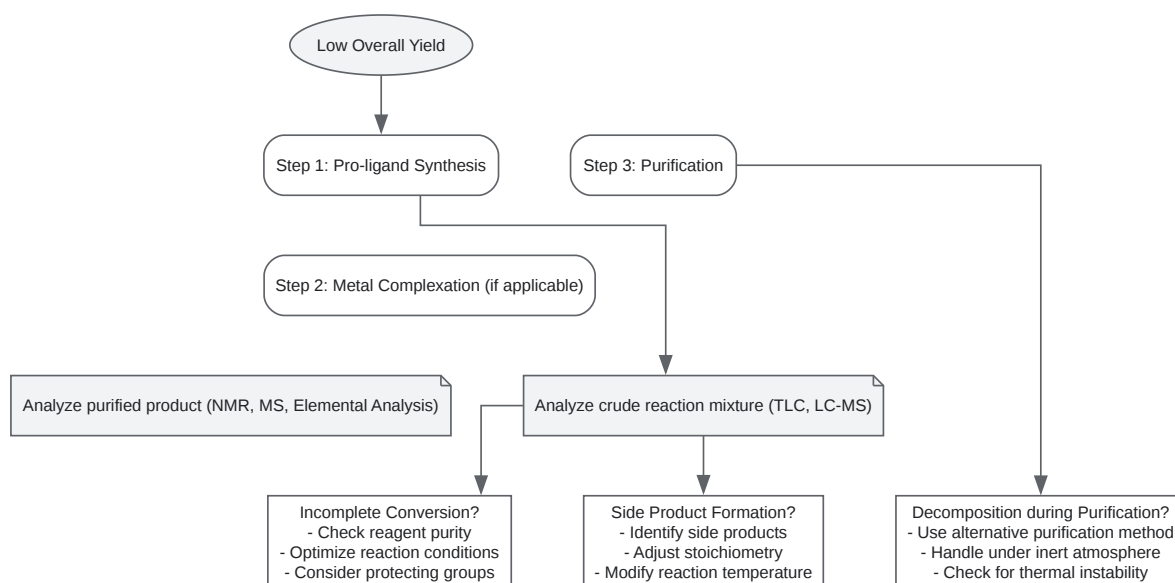 Low Overall Yield
Step 1: Pro-ligand Synthesis
Step 3: Purification
Step 2: Metal Complexation (if applicable)
Analyze purified product (NMR, MS, Elemental Analysis)
Analyze crude reaction mixture (TLC, LC-MS)
Incomplete Conversion?
- Check reagent purity
- Optimize reaction conditions
- Consider protecting groups
Side Product Formation?
- Identify side products
- Adjust stoichiometry
- Modify reaction temperature
Decomposition during Purification?
- Use alternative purification method
- Handle under inert atmosphere
- Check for thermal instability